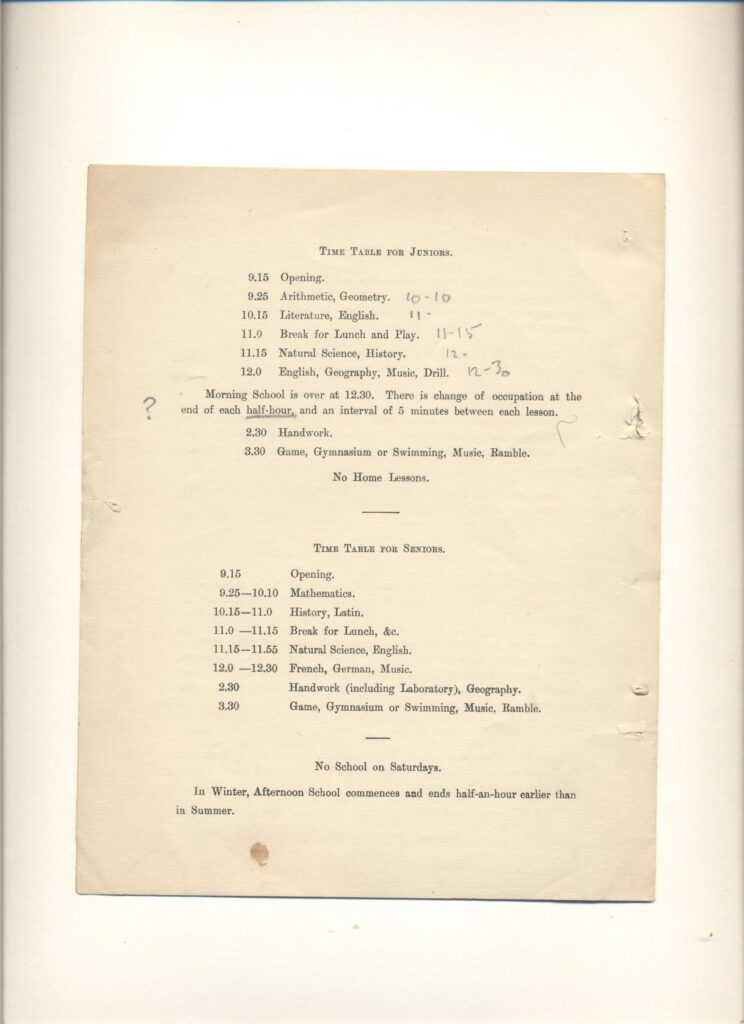 TIME TABLE FOR JUNIORS.
9.15 Opening.
9.25 Arithmetic, Geometry. 10-10
10.15 Literature, English. 11.
11.0 Break for Lunch and Play. 11-15
11.15 Natural Science, History. 12.
12.0 English, Geography, Music, Drill. 12-30
Morning School is over at 12.30. There is change of occupation at the
? end of each half-hour, and an interval of 5 minutes between each lesson.
2.30 Handwork.
3.30 Game, Gymnasium or Swimming, Music, Ramble.
No Home Lessons.
TIME TABLE FOR SENIORS.
9.15 Opening.
9.25—10.10 Mathematics.
10.15—11.0 History, Latin.
11.0 —11.15 Break for Lunch, &c.
11.15—11.55 Natural Science, English.
12.0 —12.30 French, German, Music.
2.30 Handwork (including Laboratory), Geography.
3.30 Game, Gymnasium or Swimming, Music, Ramble.
No School on Saturdays.
In Winter, Afternoon School commences and ends half-an-hour earlier than
in Summer.